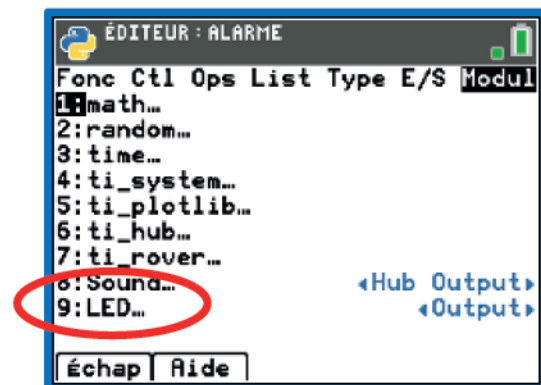 ÉDITEUR : ALARME
Fonc Ctl Ops List Type E/S Modul
1:math…
2:random…
3:time…
4:ti_system…
5:ti_plotlib…
6:ti_hub…
7:ti_rover…
8:Sound… ◂Hub Output▸
9:LED… ◂Output▸
Échap Aide